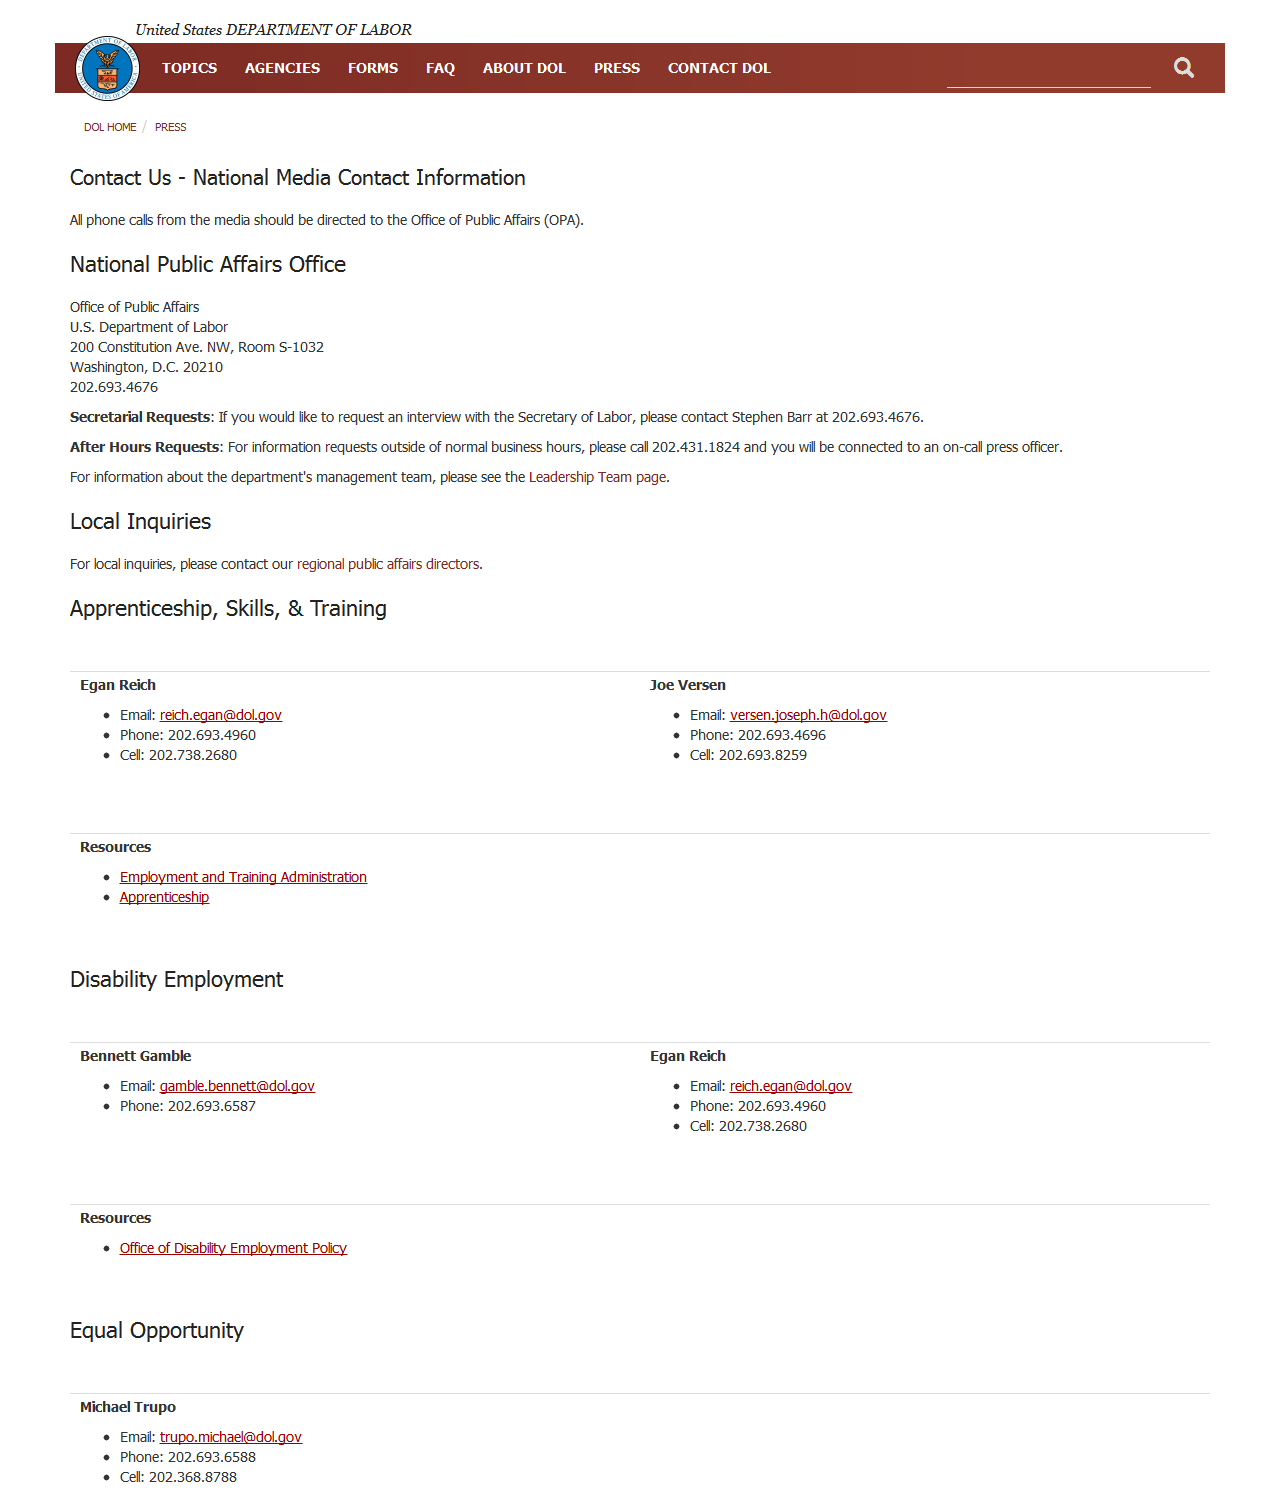 United States DEPARTMENT OF LABOR
TOPICS AGENCIES FORMS FAQ ABOUT DOL PRESS CONTACT DOL
DOL HOME / PRESS
Contact Us - National Media Contact Information
All phone calls from the media should be directed to the Office of Public Affairs (OPA).
National Public Affairs Office
Office of Public Affairs
U.S. Department of Labor
200 Constitution Ave. NW, Room S-1032
Washington, D.C. 20210
202.693.4676
Secretarial Requests: If you would like to request an interview with the Secretary of Labor, please contact Stephen Barr at 202.693.4676.
After Hours Requests: For information requests outside of normal business hours, please call 202.431.1824 and you will be connected to an on-call press officer.
For information about the department's management team, please see the Leadership Team page.
Local Inquiries
For local inquiries, please contact our regional public affairs directors.
Apprenticeship, Skills, & Training
Egan Reich
Email: reich.egan@dol.gov
Phone: 202.693.4960
Cell: 202.738.2680
Joe Versen
Email: versen.joseph.h@dol.gov
Phone: 202.693.4696
Cell: 202.693.8259
Resources
Employment and Training Administration
Apprenticeship
Disability Employment
Bennett Gamble
Email: gamble.bennett@dol.gov
Phone: 202.693.6587
Egan Reich
Email: reich.egan@dol.gov
Phone: 202.693.4960
Cell: 202.738.2680
Resources
Office of Disability Employment Policy
Equal Opportunity
Michael Trupo
Email: trupo.michael@dol.gov
Phone: 202.693.6588
Cell: 202.368.8788